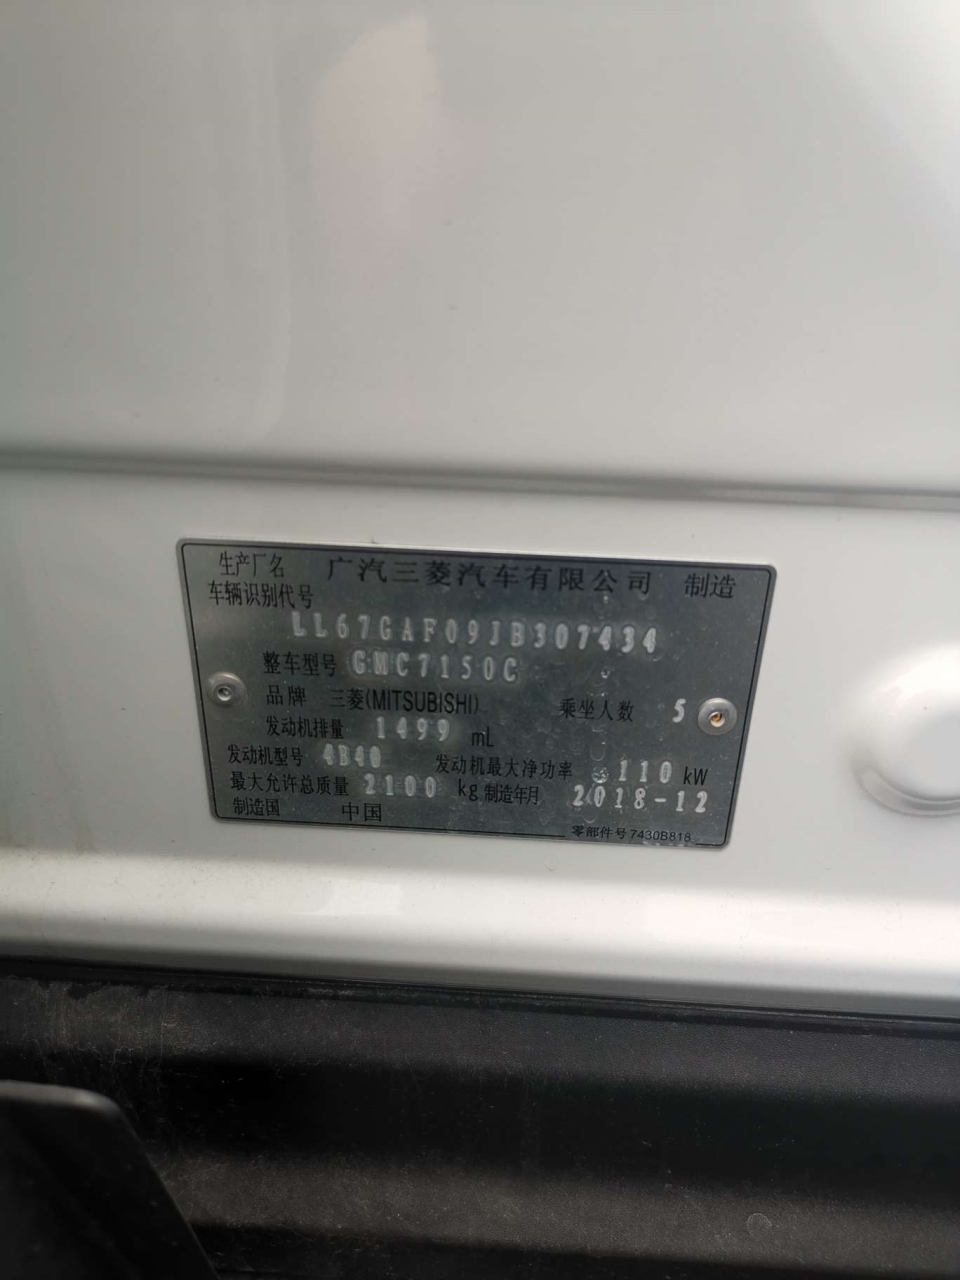 生产厂名 广汽三菱汽车有限公司 制造
车辆识别代号
LL67GAF09JB307434
整车型号 GMC7150C
品牌 三菱(MITSUBISHI) 乘坐人数 5
发动机排量 1499 mL
发动机型号 4B40 发动机最大净功率 110 kW
最大允许总质量 2100 kg 制造年月 2018-12
制造国 中国
零部件号 7430B818